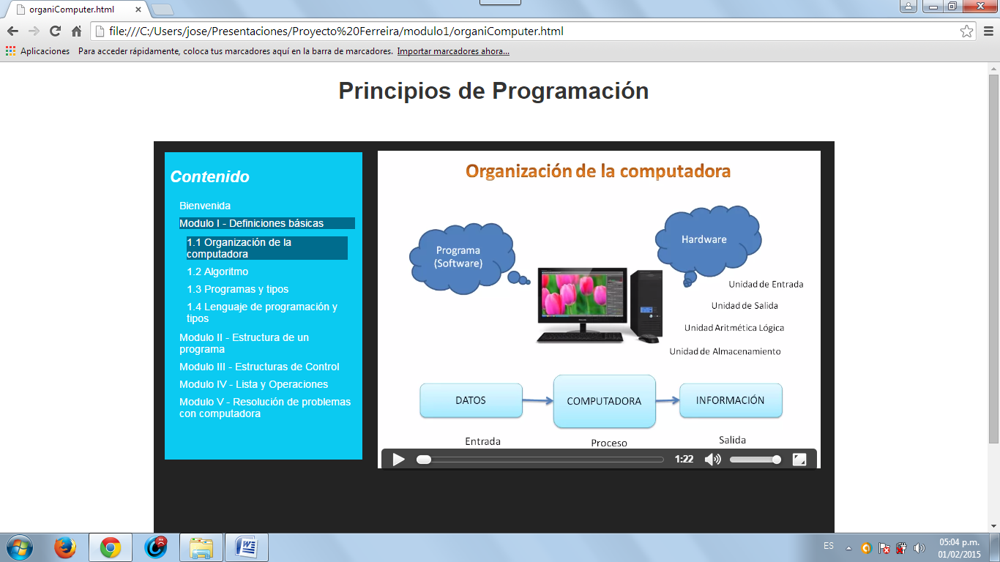 organiComputer.html
file:///C:/Users/jose/Presentaciones/Proyecto%20Ferreira/modulo1/organiComputer.html
Aplicaciones Para acceder rápidamente, coloca tus marcadores aquí en la barra de marcadores. Importar marcadores ahora...
Principios de Programación
Contenido
Bienvenida
Modulo I - Definiciones básicas
1.1 Organización de la
computadora
1.2 Algoritmo
1.3 Programas y tipos
1.4 Lenguaje de programación y
tipos
Modulo II - Estructura de un
programa
Modulo III - Estructuras de Control
Modulo IV - Lista y Operaciones
Modulo V - Resolución de problemas
con computadora
Organización de la computadora
Programa
(Software)
Hardware
Unidad de Entrada
Unidad de Salida
Unidad Aritmética Lógica
Unidad de Almacenamiento
DATOS
COMPUTADORA
INFORMACIÓN
Entrada
Proceso
Salida
1:22
ES
05:04 p.m.
01/02/2015